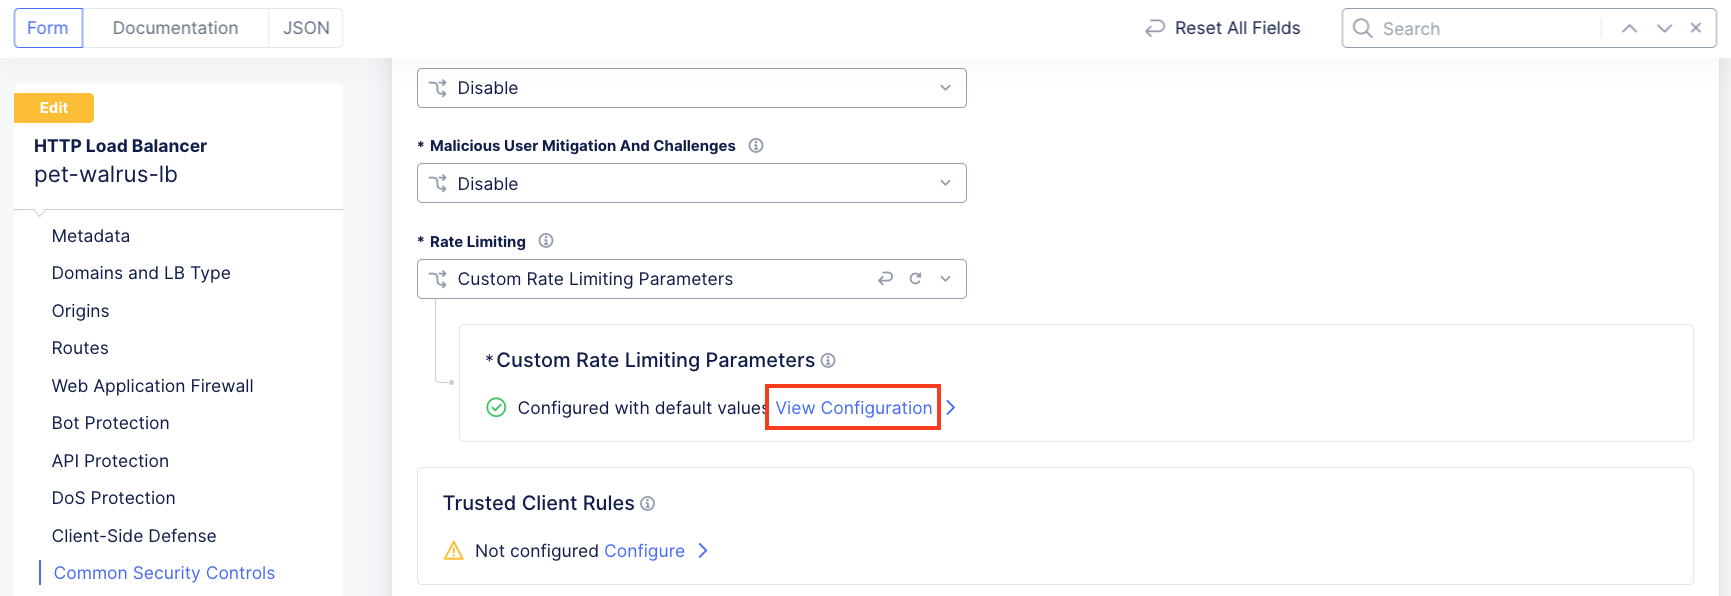 Form Documentation JSON Reset All Fields Search
Edit
HTTP Load Balancer
pet-walrus-lb
Metadata
Domains and LB Type
Origins
Routes
Web Application Firewall
Bot Protection
API Protection
DoS Protection
Client-Side Defense
Common Security Controls
Disable
* Malicious User Mitigation And Challenges
Disable
* Rate Limiting
Custom Rate Limiting Parameters
* Custom Rate Limiting Parameters
Configured with default values View Configuration
Trusted Client Rules
Not configured Configure